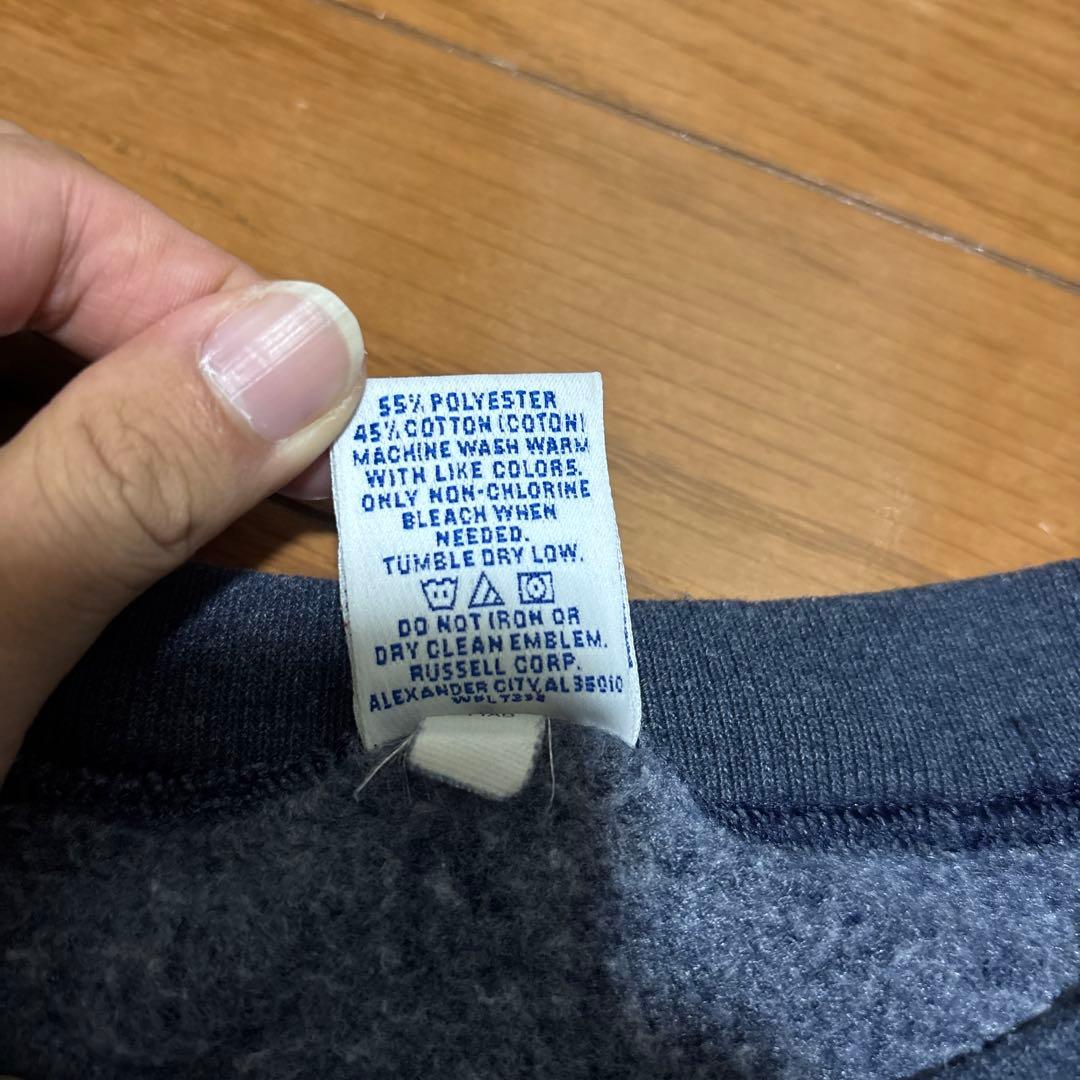 55% POLYESTER
45% COTTON (COTON)
MACHINE WASH WARM
WITH LIKE COLORS.
ONLY NON-CHLORINE
BLEACH WHEN
NEEDED.
TUMBLE DRY LOW.
DO NOT IRON OR
DRY CLEAN EMBLEM.
RUSSELL CORP.
ALEXANDER CITY, AL 35010